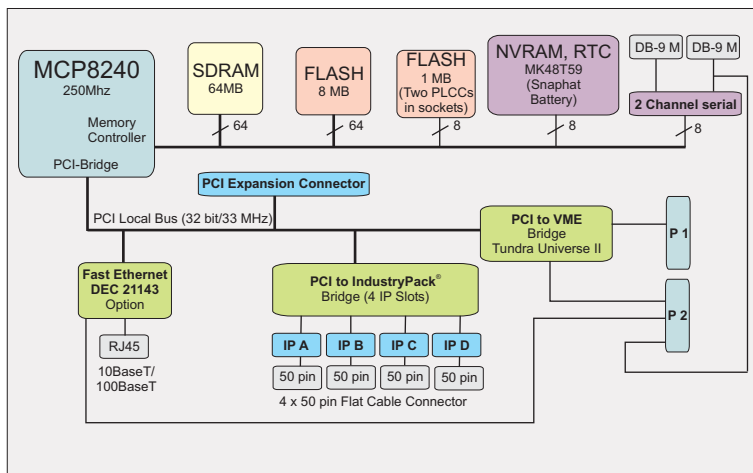 MCP8240
250Mhz
Memory
Controller
PCI-Bridge
SDRAM
64MB
64
FLASH
8 MB
64
FLASH
1 MB
(Two PLCCs
in sockets)
8
NVRAM, RTC
MK48T59
(Snaphat
Battery)
8
DB-9 M
DB-9 M
2 Channel serial
8
PCI Expansion Connector
PCI Local Bus (32 bit/33 MHz)
PCI to VME
Bridge
Tundra Universe II
P 1
Fast Ethernet
DEC 21143
Option
PCI to IndustryPack®
Bridge (4 IP Slots)
P 2
RJ45
10BaseT/
100BaseT
IP A
IP B
IP C
IP D
50 pin
50 pin
50 pin
50 pin
4 x 50 pin Flat Cable Connector